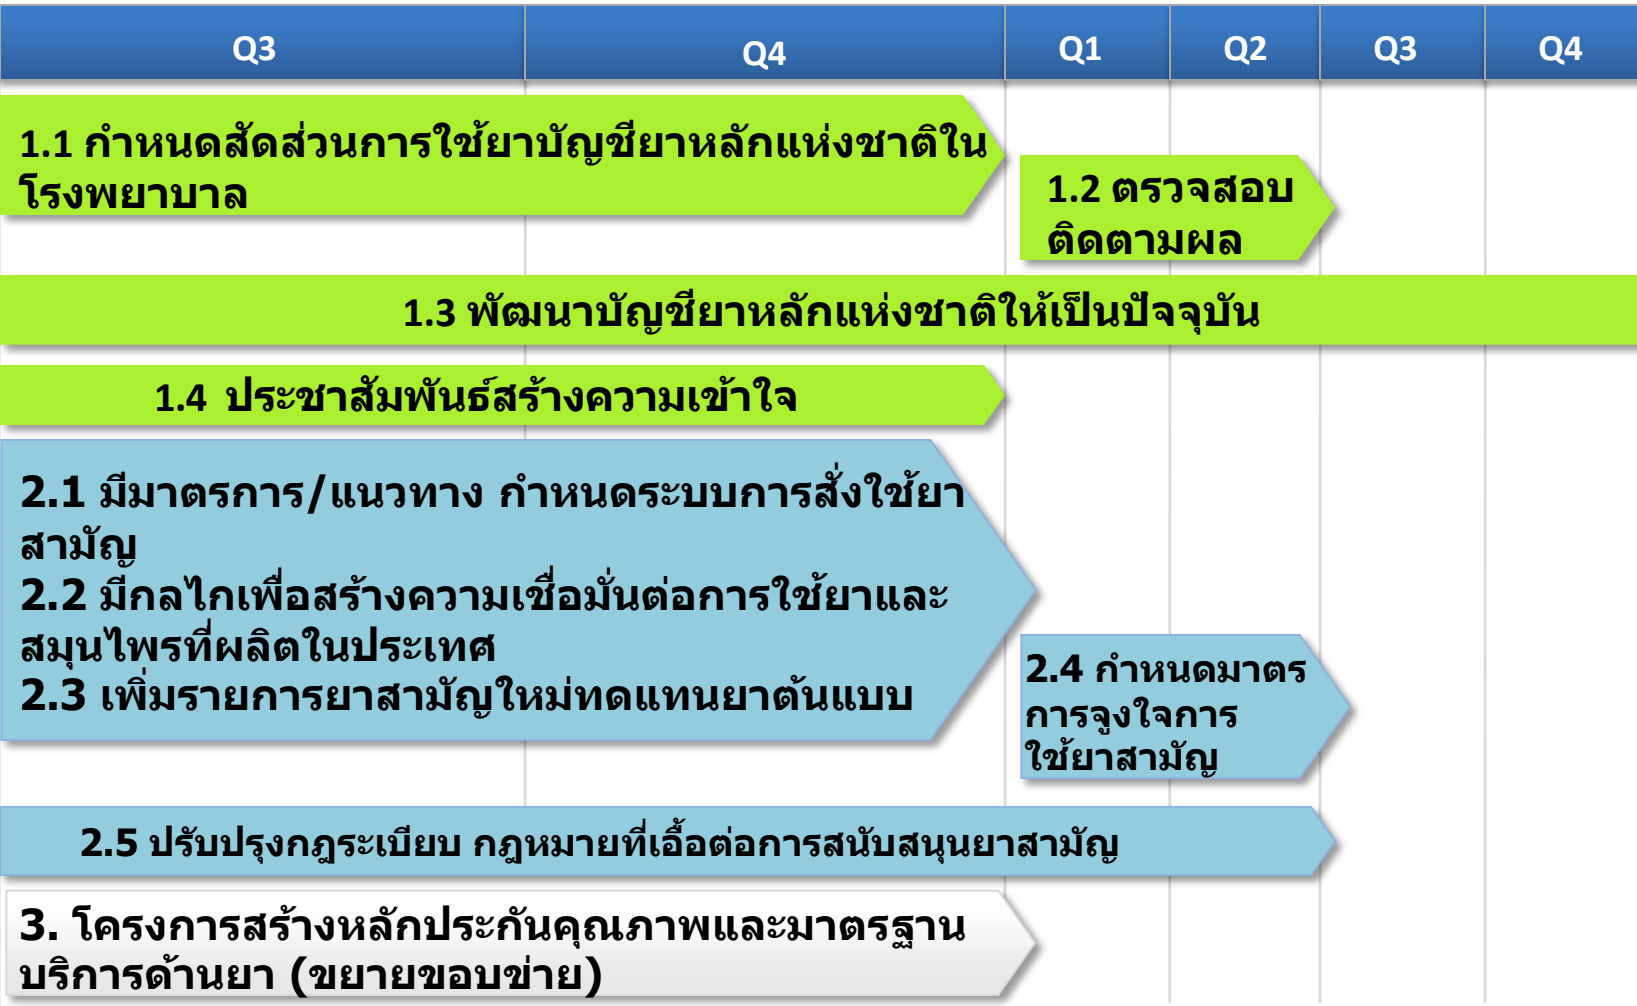 Q3 Q4 Q1 Q2 Q3 Q4
1.1 กำหนดสัดส่วนการใช้ยาบัญชียาหลักแห่งชาติใน
โรงพยาบาล
1.2 ตรวจสอบ
ติดตามผล
1.3 พัฒนาบัญชียาหลักแห่งชาติให้เป็นปัจจุบัน
1.4 ประชาสัมพันธ์สร้างความเข้าใจ
2.1 มีมาตรการ/แนวทาง กำหนดระบบการสั่งใช้ยา
สามัญ
2.2 มีกลไกเพื่อสร้างความเชื่อมั่นต่อการใช้ยาและ
สมุนไพรที่ผลิตในประเทศ
2.3 เพิ่มรายการยาสามัญใหม่ทดแทนยาต้นแบบ
2.4 กำหนดมาตร
การจูงใจการ
ใช้ยาสามัญ
2.5 ปรับปรุงกฎระเบียบ กฎหมายที่เอื้อต่อการสนับสนุนยาสามัญ
3. โครงการสร้างหลักประกันคุณภาพและมาตรฐาน
บริการด้านยา (ขยายขอบข่าย)